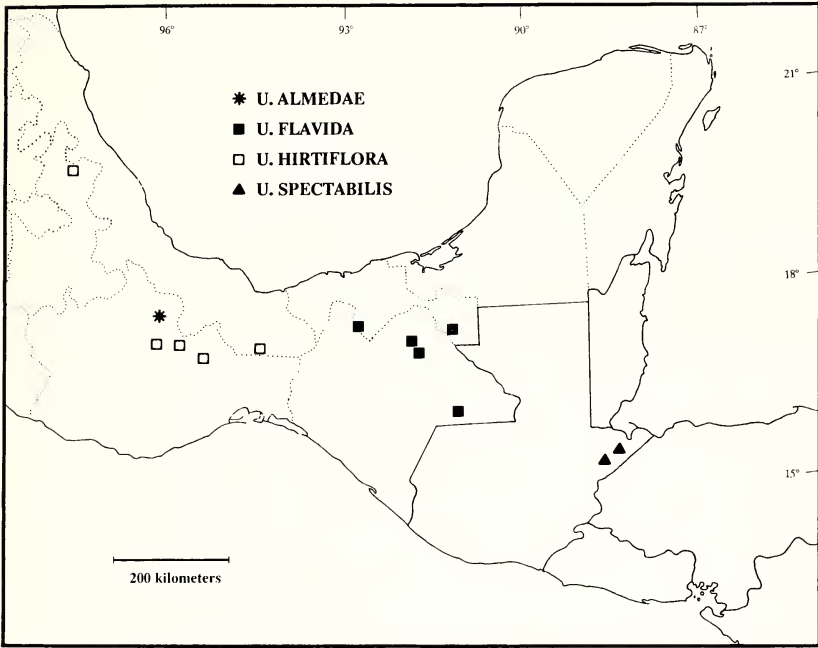 96° 93° 90° 87°
21°
✷ U. ALMEDAE
■ U. FLAVIDA
□ U. HIRTIFLORA
▲ U. SPECTABILIS
18°
15°
200 kilometers